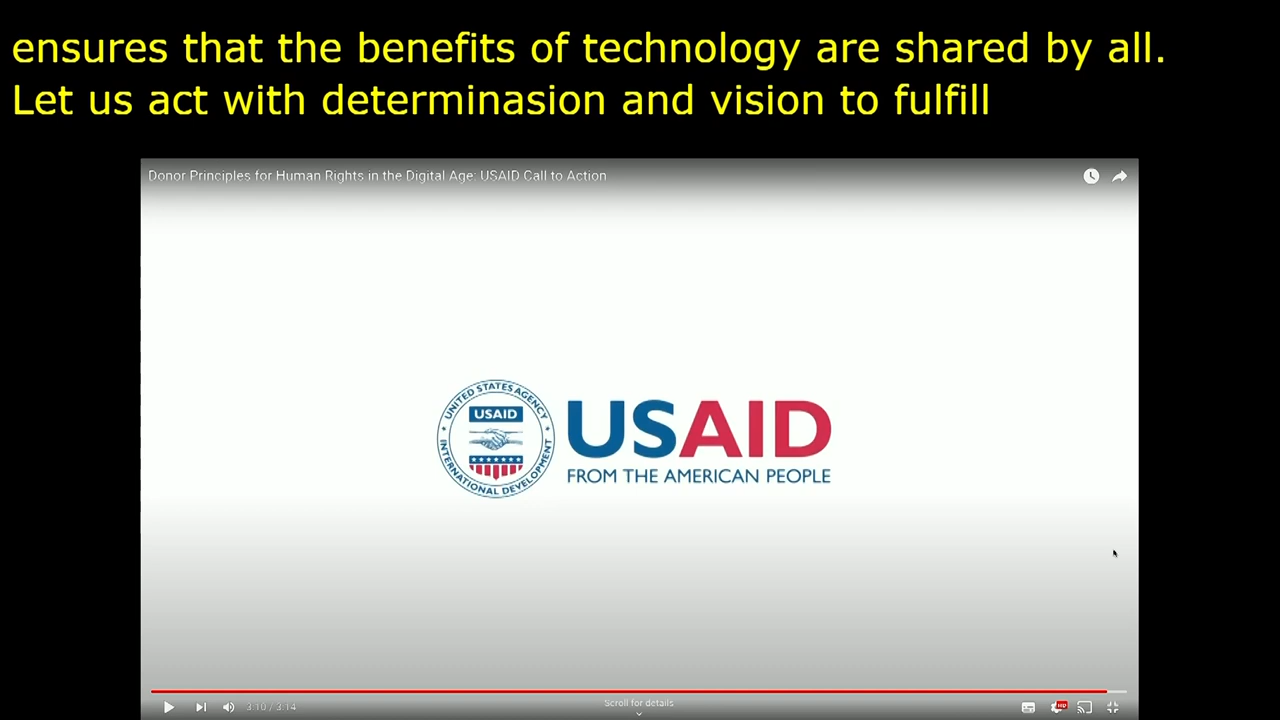 ensures that the benefits of technology are shared by all.
Let us act with determinasion and vision to fulfill
Donor Principles for Human Rights in the Digital Age: USAID Call to Action
UNITED STATES AGENCY
USAID
INTERNATIONAL DEVELOPMENT
USAID
FROM THE AMERICAN PEOPLE
3:10 / 3:14
Scroll for details